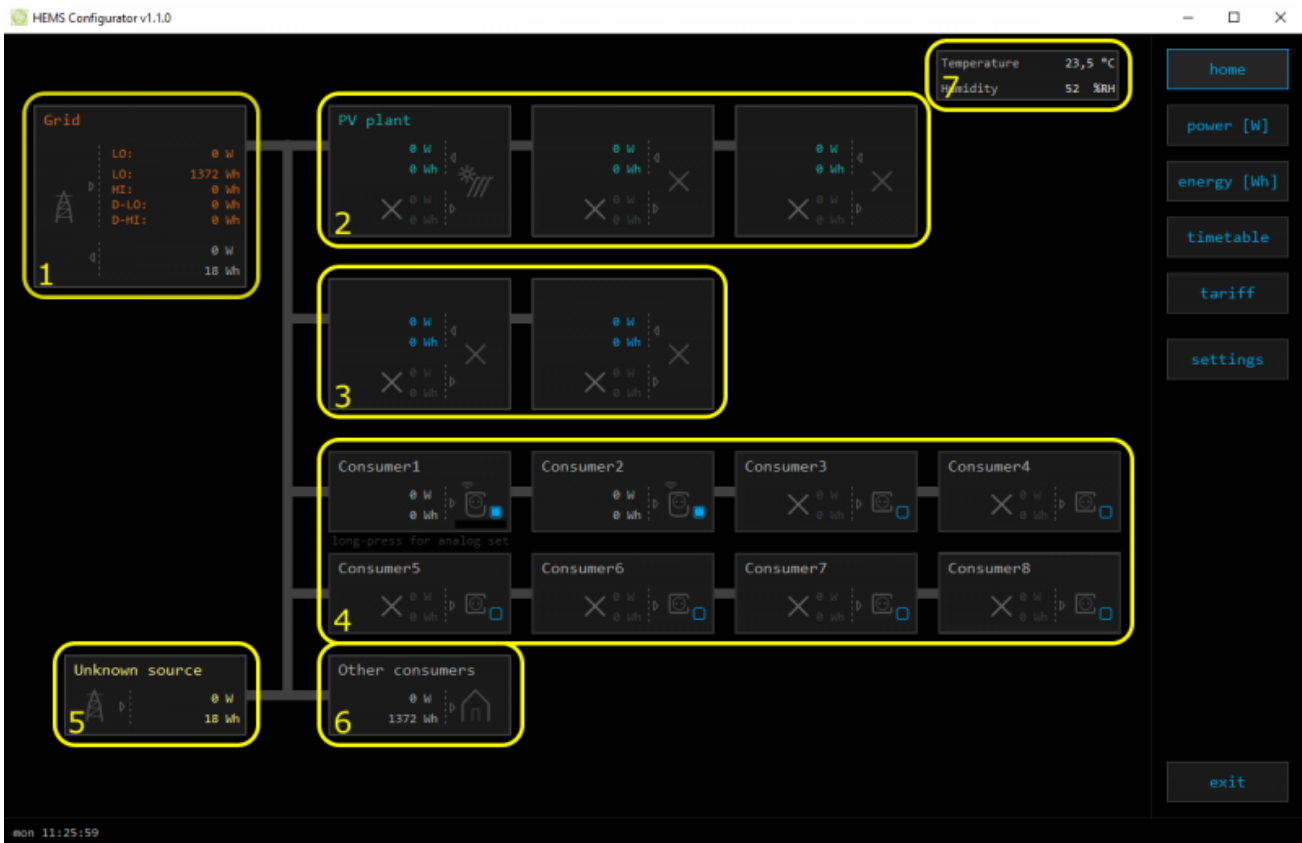 HEMS Configurator v1.1.0
Temperature 23,5 °C
Humidity 52 %RH
7
home
power [W]
energy [Wh]
timetable
tariff
settings
exit
Grid
LO: 0 W
LO: 1372 Wh
HI: 0 Wh
D-LO: 0 Wh
D-HI: 0 Wh
0 W
18 Wh
1
PV plant
0 W
0 Wh
0 W
0 Wh
0 W
0 Wh
0 W
0 Wh
0 W
0 Wh
0 W
0 Wh
2
0 W
0 Wh
0 W
0 Wh
0 W
0 Wh
0 W
0 Wh
3
Consumer1
0 W
0 Wh
Consumer2
0 W
0 Wh
Consumer3
0 W
0 Wh
Consumer4
0 W
0 Wh
long-press for analog set
Consumer5
0 W
0 Wh
Consumer6
0 W
0 Wh
Consumer7
0 W
0 Wh
Consumer8
0 W
0 Wh
4
Unknown source
0 W
18 Wh
5
Other consumers
0 W
1372 Wh
6
mon 11:25:59